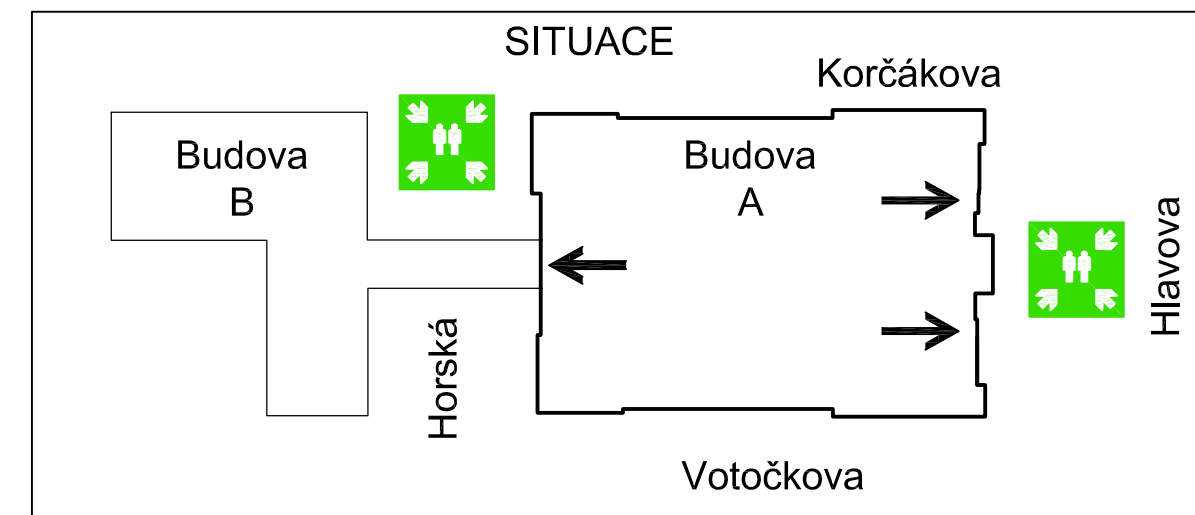 SITUACE
Korčákova
Budova
B
Budova
A
Hlavova
Horská
Votočkova